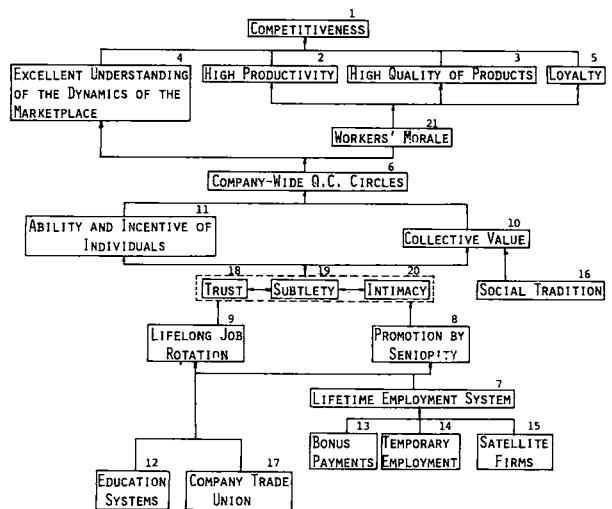 1
COMPETITIVENESS
4
EXCELLENT UNDERSTANDING
OF THE DYNAMICS OF THE
MARKETPLACE
2
HIGH PRODUCTIVITY
3
HIGH QUALITY OF PRODUCTS
5
LOYALTY
21
WORKERS' MORALE
6
COMPANY-WIDE Q.C. CIRCLES
11
ABILITY AND INCENTIVE OF
INDIVIDUALS
10
COLLECTIVE VALUE
16
SOCIAL TRADITION
18
TRUST
19
SUBTLETY
20
INTIMACY
9
LIFELONG JOB
ROTATION
8
PROMOTION BY
SENIORITY
7
LIFETIME EMPLOYMENT SYSTEM
13
BONUS
PAYMENTS
14
TEMPORARY
EMPLOYMENT
15
SATELLITE
FIRMS
12
EDUCATION
SYSTEMS
17
COMPANY TRADE
UNION